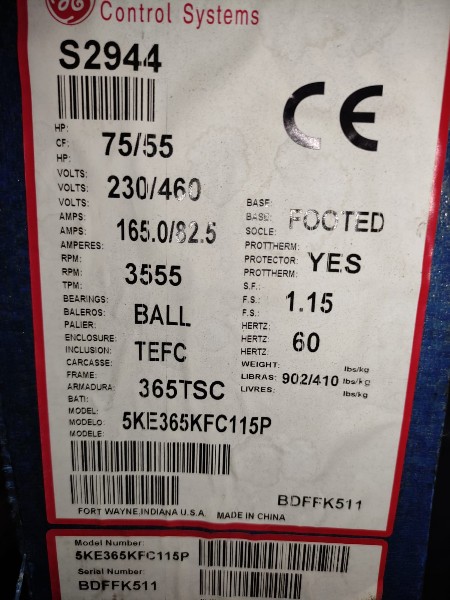 GE
Control Systems
S2944
CE
HP:
CF:
HP:
75/55
VOLTS:
VOLTS:
VOLTS:
230/460
AMPS:
AMPS:
AMPERES:
165.0/82.5
RPM:
RPM:
TPM:
3555
BEARINGS:
BALEROS:
PALIER:
BALL
ENCLOSURE:
INCLUSION:
CARCASSE:
TEFC
FRAME:
ARMADURA:
BATI:
365TSC
MODEL:
MODELO:
MODELE:
5KE365KFC115P
BASE:
BASE:
SOCLE:
FOOTED
PROTTHERM:
PROTECTOR:
PROTTHERM:
YES
S.F.:
F.S.:
F.S.:
1.15
HERTZ:
HERTZ:
HERTZ:
60
WEIGHT:
LIBRAS:
LIVRES:
902/410
lbs/kg
lbs/kg
lbs/kg
BDFFK511
FORT WAYNE,INDIANA U.S.A. MADE IN CHINA
Model Number:
5KE365KFC115P
Serial Number:
BDFFK511